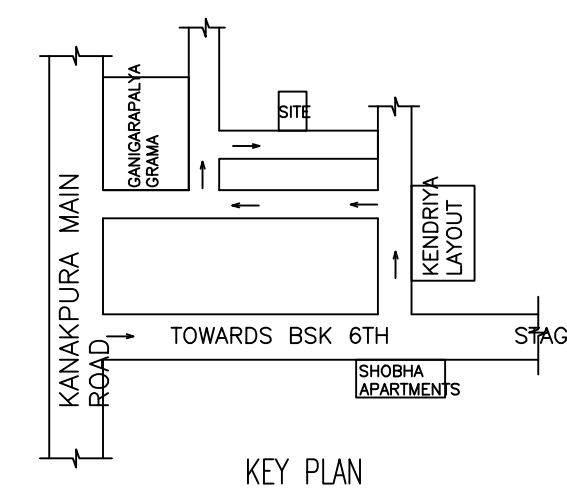 GANIGARAPALYA
GRAMA
SITE
KENDRIYA
LAYOUT
KANAKPURA MAIN
ROAD
TOWARDS BSK 6TH STAG
SHOBHA
APARTMENTS
KEY PLAN